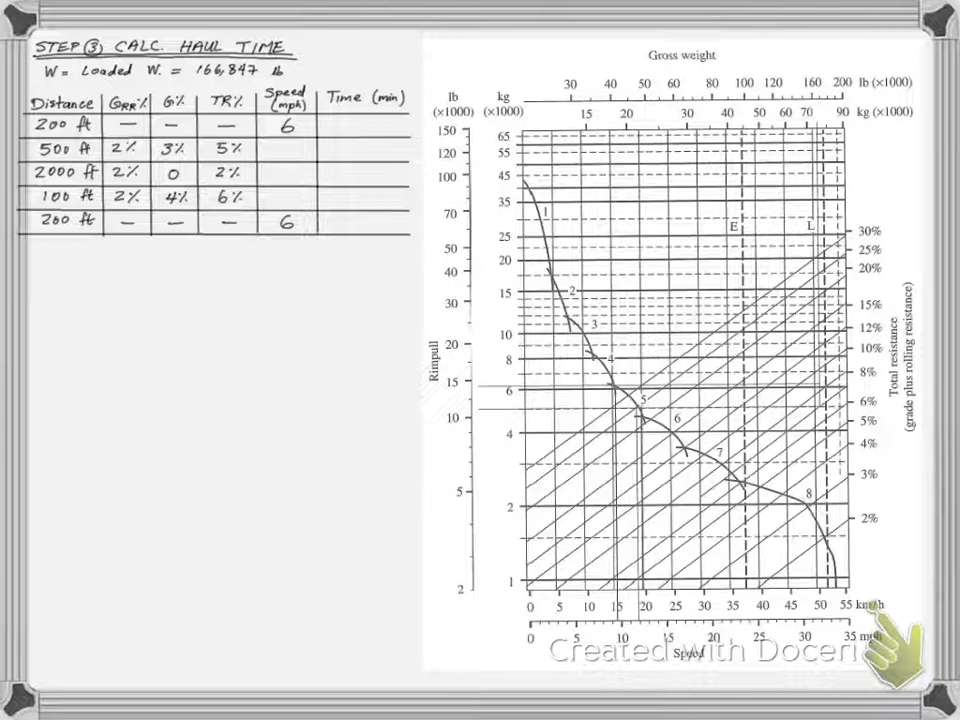 STEP ③ CALC. HAUL TIME
W = Loaded W. = 166,847 lb
Distance GRR% G% TR% Speed (mph) Time (min)
200 ft — — — 6
500 ft 2% 3% 5%
2000 ft 2% 0 2%
100 ft 2% 4% 6%
200 ft — — — 6
Gross weight
30 40 50 60 80 100 120 160 200 lb (×1000)
15 20 30 40 50 60 70 90 kg (×1000)
lb (×1000)
kg (×1000)
150
120
100
70
50
40
30
20
15
10
5
2
65
55
45
35
25
20
15
10
8
6
4
2
1
Rimpull
1
2
3
4
5
6
7
8
E
L
30%
25%
20%
15%
12%
10%
8%
6%
5%
4%
3%
2%
Total resistance
(grade plus rolling resistance)
0 5 10 15 20 25 30 35 40 45 50 55 km/h
0 5 10 15 20 25 30 35 mph
Speed
Created with Doceri